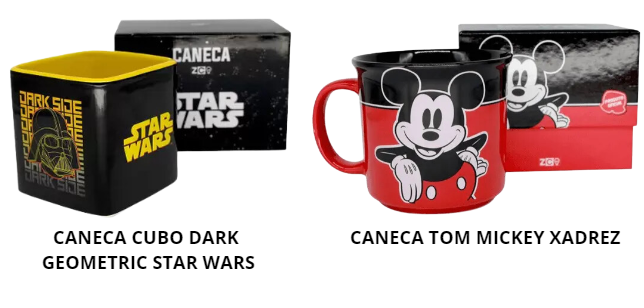 CANECA
ZC
STAR
WARS
DARK SIDE
STAR
WARS
DARK SIDE
ZC
CANECA CUBO DARK
GEOMETRIC STAR WARS
CANECA TOM MICKEY XADREZ